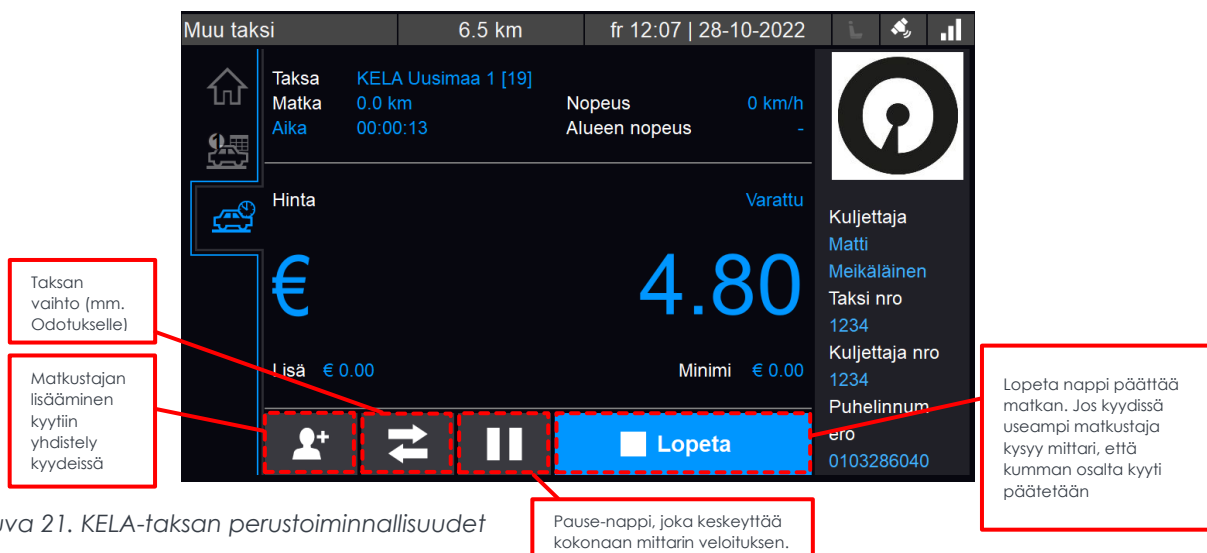 Muu taksi 6.5 km fr 12:07 | 28-10-2022
Taksa KELA Uusimaa 1 [19]
Matka 0.0 km Nopeus 0 km/h
Aika 00:00:13 Alueen nopeus -
Hinta Varattu
€ 4.80
Lisä € 0.00 Minimi € 0.00
Lopeta
Kuljettaja
Matti
Meikäläinen
Taksi nro
1234
Kuljettaja nro
1234
Puhelinnum
ero
0103286040
Taksan
vaihto (mm.
Odotukselle)
Matkustajan
lisääminen
kyytiin
yhdistely
kyydeissä
Lopeta nappi päättää
matkan. Jos kyydissä
useampi matkustaja
kysyy mittari, että
kumman osalta kyyti
päätetään
Pause-nappi, joka keskeyttää
kokonaan mittarin veloituksen.
uva 21. KELA-taksan perustoiminnallisuudet